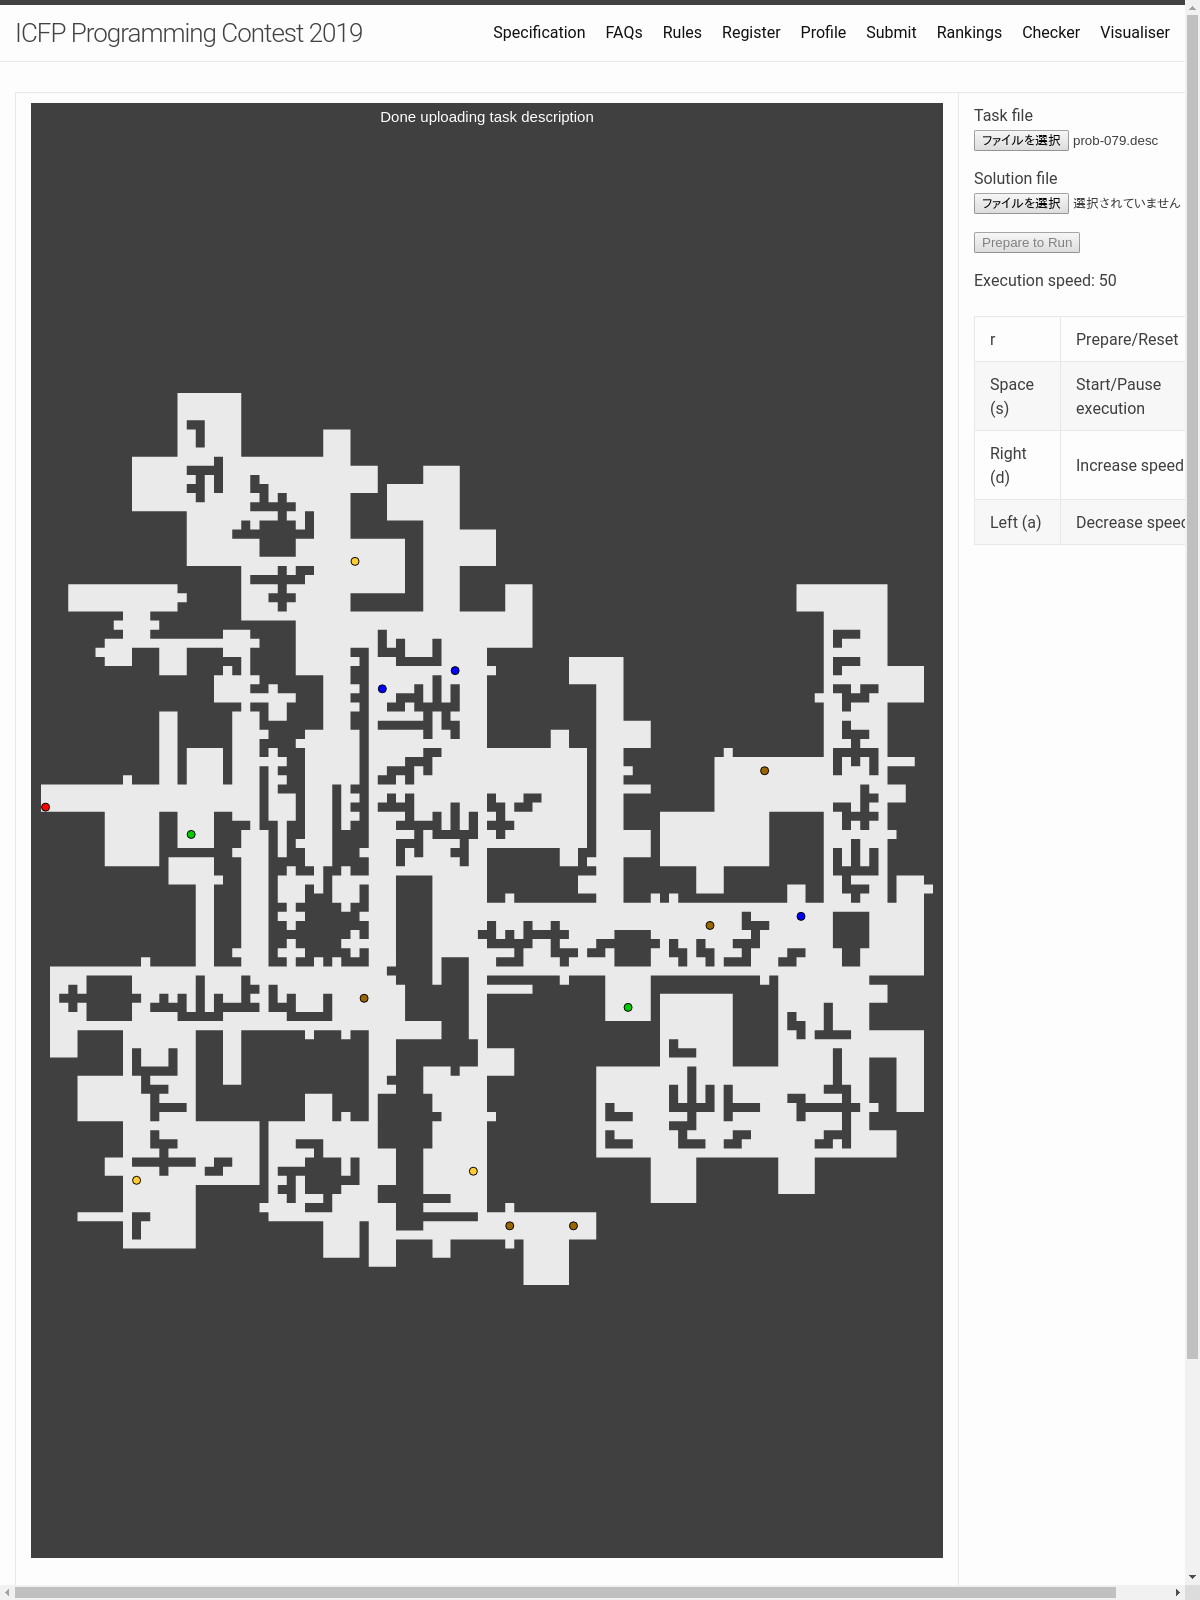 ICFP Programming Contest 2019
Specification FAQs Rules Register Profile Submit Rankings Checker Visualiser
Done uploading task description
Task file
ファイルを選択 prob-079.desc
Solution file
ファイルを選択 選択されていません
Prepare to Run
Execution speed: 50
r Prepare/Reset
Space (s) Start/Pause execution
Right (d) Increase speed
Left (a) Decrease speed